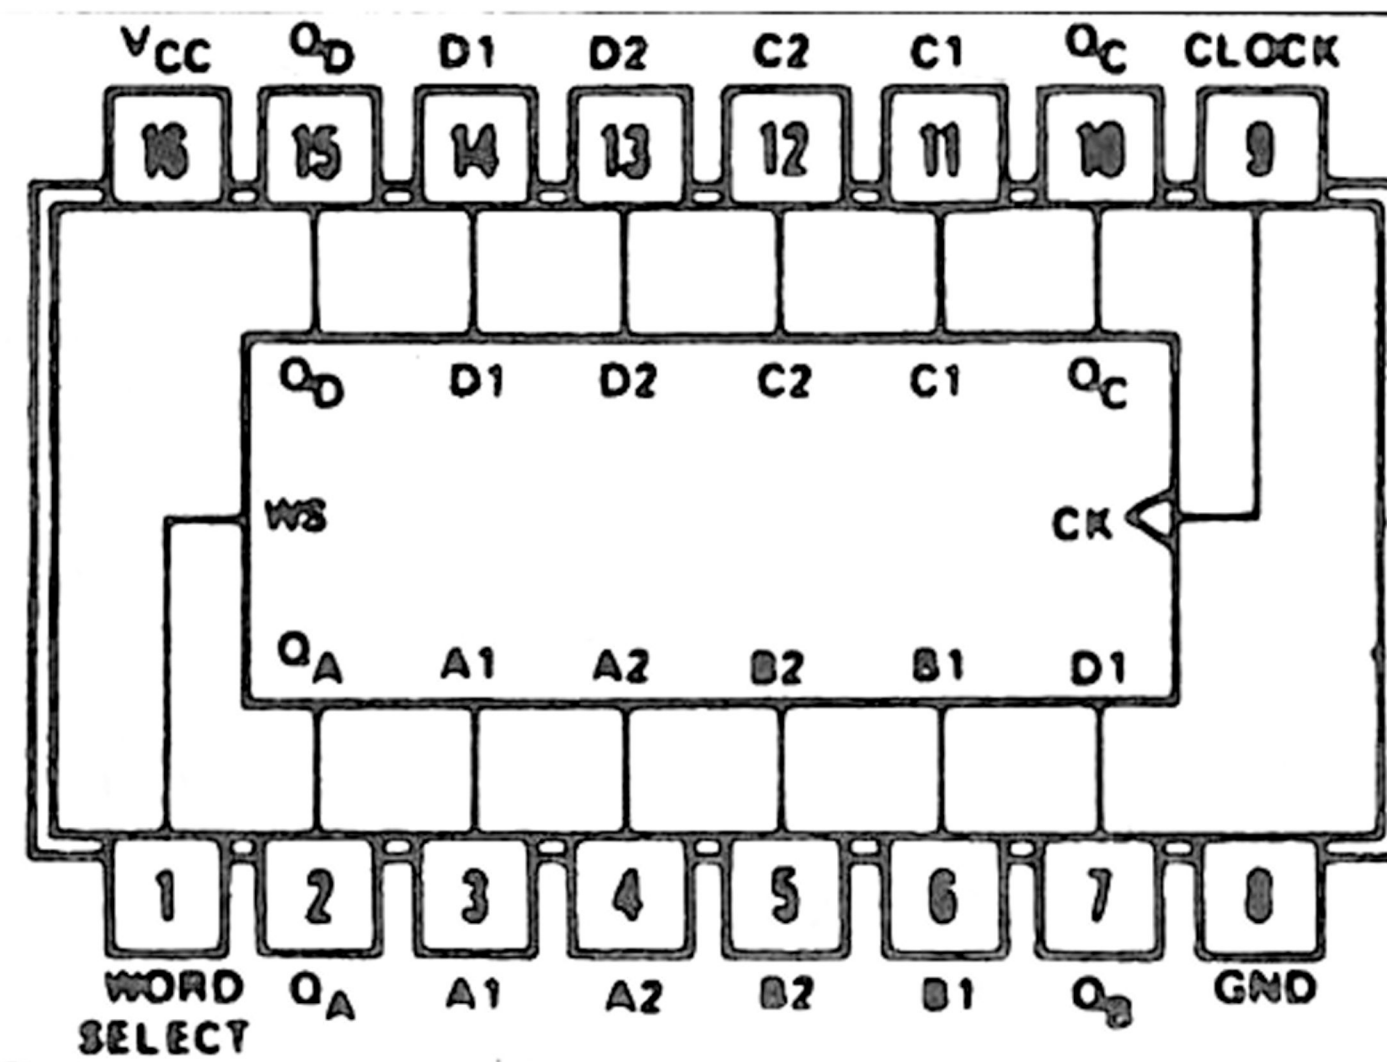 VCC QD D1 D2 C2 C1 QC CLOCK
16 15 14 13 12 11 10 9
QD D1 D2 C2 C1 QC
WS CK
QA A1 A2 B2 B1 D1
1 2 3 4 5 6 7 8
WORD QA A1 A2 B2 B1 QB GND
SELECT